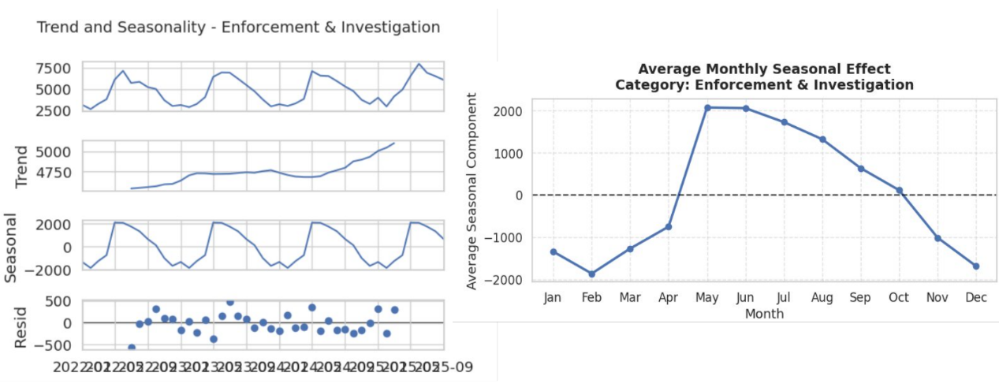 Trend and Seasonality - Enforcement & Investigation
7500
5000
2500
Trend
5000
4750
Seasonal
2000
0
−2000
Resid
500
0
−500
Average Monthly Seasonal Effect
Category: Enforcement & Investigation
Average Seasonal Component
2000
1000
0
−1000
−2000
Jan Feb Mar Apr May Jun Jul Aug Sep Oct Nov Dec
Month